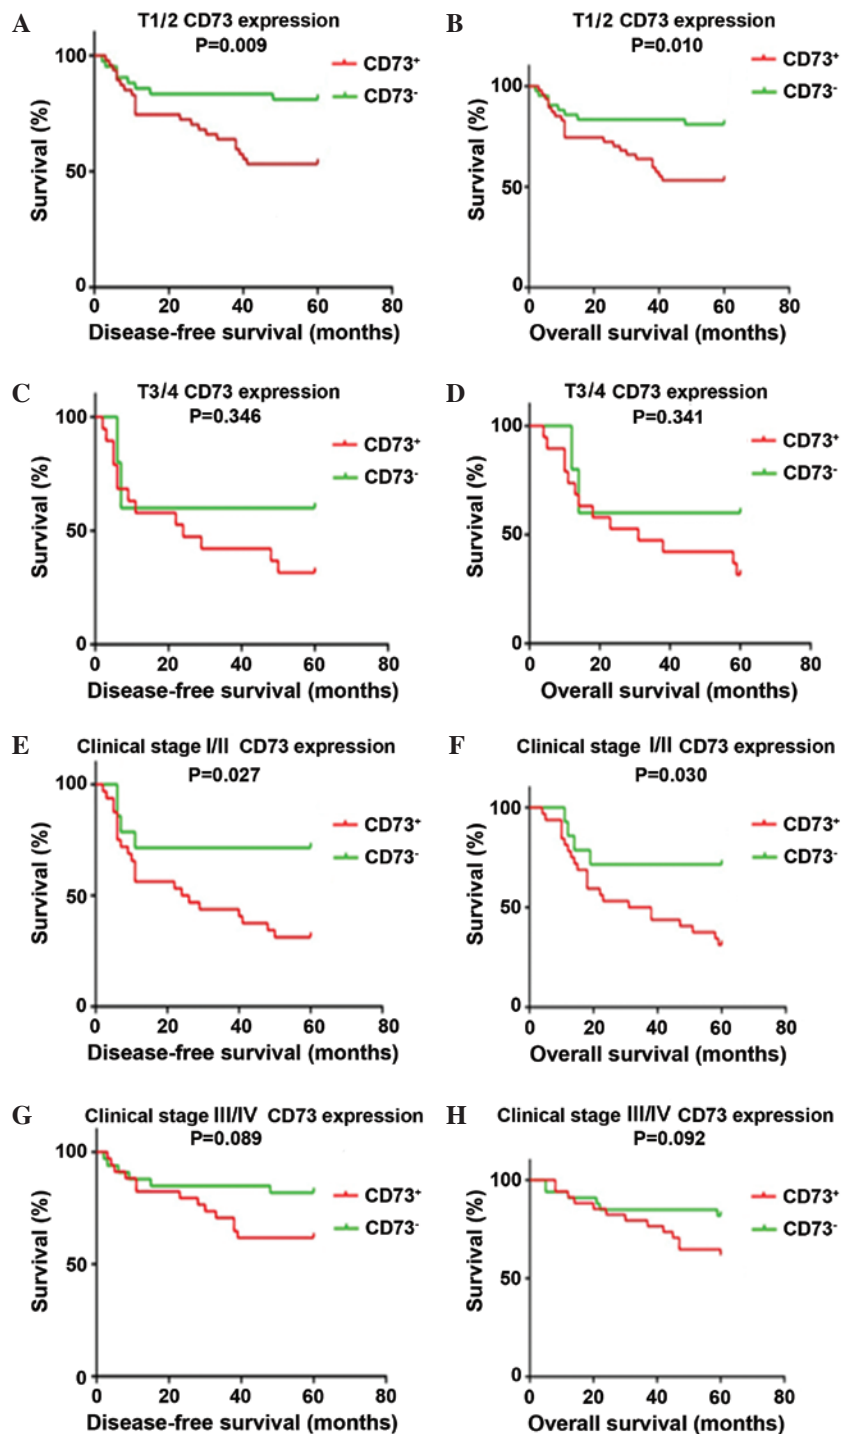 A
T1/2 CD73 expression
P=0.009
CD73+
CD73-
100
50
0
Survival (%)
0 20 40 60 80
Disease-free survival (months)
B
T1/2 CD73 expression
P=0.010
CD73+
CD73-
100
50
0
Survival (%)
0 20 40 60 80
Overall survival (months)
C
T3/4 CD73 expression
P=0.346
CD73+
CD73-
100
50
0
Survival (%)
0 20 40 60 80
Disease-free survival (months)
D
T3/4 CD73 expression
P=0.341
CD73+
CD73-
100
50
0
Survival (%)
0 20 40 60 80
Overall survival (months)
E
Clinical stage I/II CD73 expression
P=0.027
CD73+
CD73-
100
50
0
Survival (%)
0 20 40 60 80
Disease-free survival (months)
F
Clinical stage I/II CD73 expression
P=0.030
CD73+
CD73-
100
50
0
Survival (%)
0 20 40 60 80
Overall survival (months)
G
Clinical stage III/IV CD73 expression
P=0.089
CD73+
CD73-
100
50
0
Survival (%)
0 20 40 60 80
Disease-free survival (months)
H
Clinical stage III/IV CD73 expression
P=0.092
CD73+
CD73-
100
50
0
Survival (%)
0 20 40 60 80
Overall survival (months)